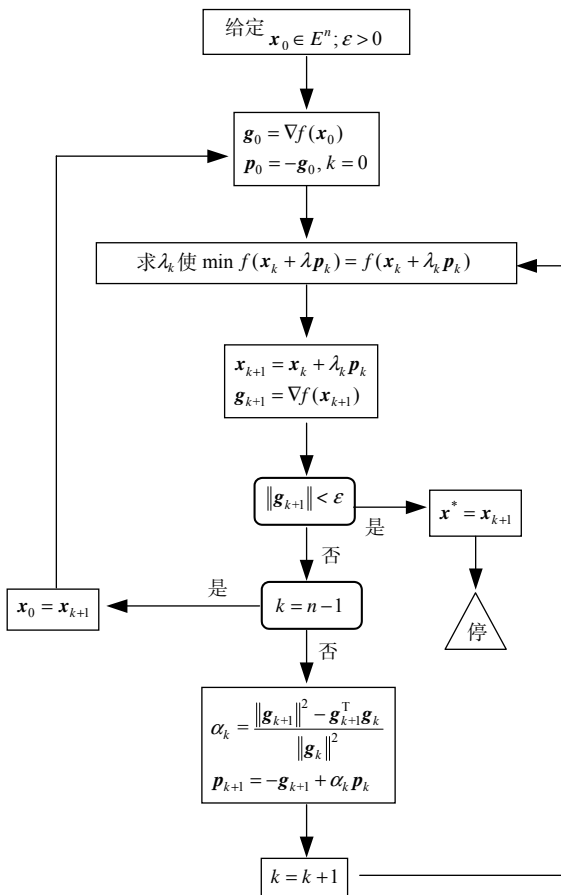 给定 x₀ ∈ Eⁿ; ε > 0
g₀ = ∇f(x₀)
p₀ = −g₀, k = 0
求λₖ使 min f(xₖ + λpₖ) = f(xₖ + λₖpₖ)
xₖ₊₁ = xₖ + λₖpₖ
gₖ₊₁ = ∇f(xₖ₊₁)
‖gₖ₊₁‖ < ε
是
x* = xₖ₊₁
否
停
k = n − 1
是
x₀ = xₖ₊₁
否
αₖ = (‖gₖ₊₁‖² − gₖ₊₁ᵀgₖ) / ‖gₖ‖²
pₖ₊₁ = −gₖ₊₁ + αₖpₖ
k = k + 1